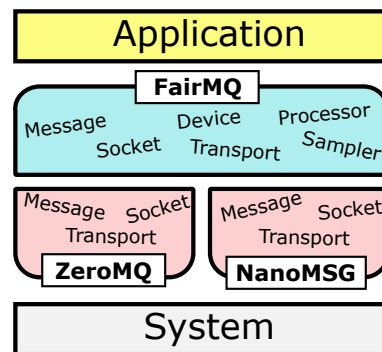 Application
FairMQ
Message Device Processor
Socket Transport Sampler
Message Socket
Transport
ZeroMQ
Message Socket
Transport
NanoMSG
System